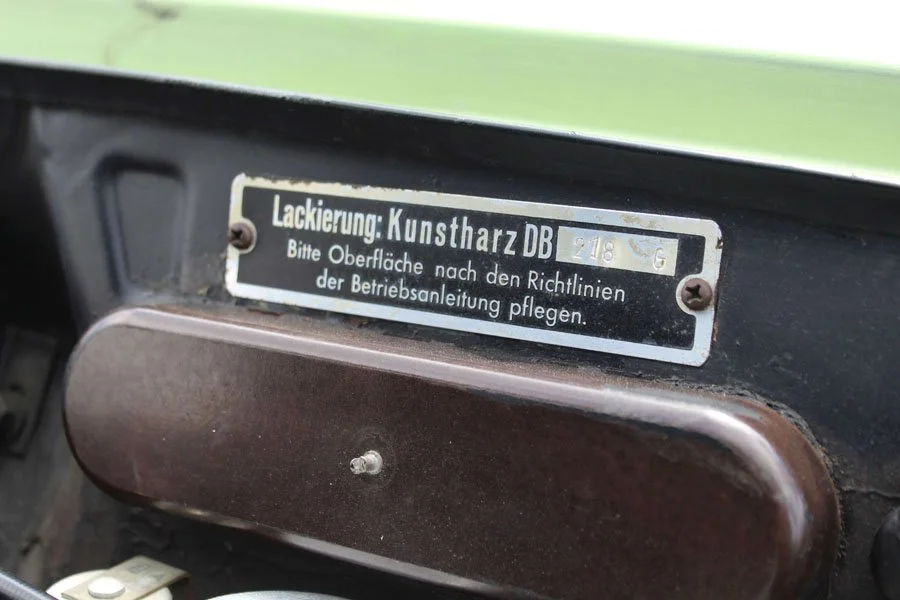 Lackierung: Kunstharz DB 218 G
Bitte Oberfläche nach den Richtlinien
der Betriebsanleitung pflegen.